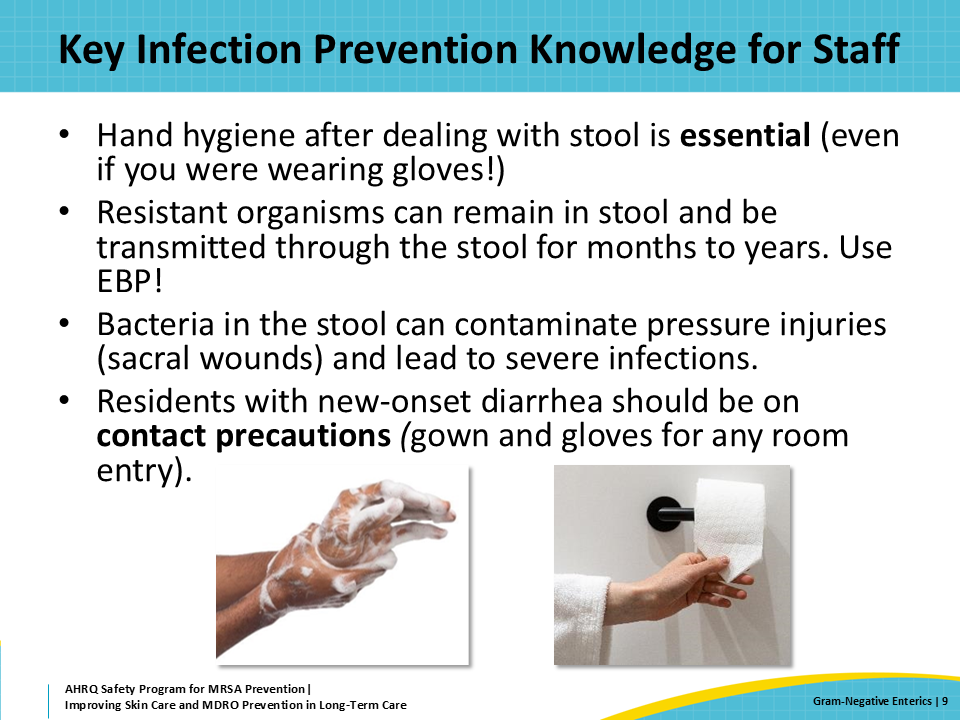 Key Infection Prevention Knowledge for Staff
• Hand hygiene after dealing with stool is essential (even
if you were wearing gloves!)
• Resistant organisms can remain in stool and be
transmitted through the stool for months to years. Use
EBP!
• Bacteria in the stool can contaminate pressure injuries
(sacral wounds) and lead to severe infections.
• Residents with new-onset diarrhea should be on
contact precautions (gown and gloves for any room
entry).
AHRQ Safety Program for MRSA Prevention|
Improving Skin Care and MDRO Prevention in Long-Term Care
Gram-Negative Enterics | 9